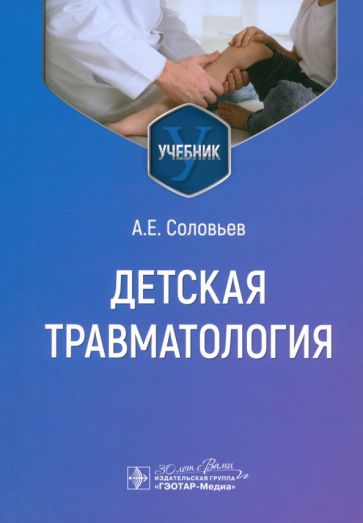 УЧЕБНИК
А.Е. Соловьев
ДЕТСКАЯ
ТРАВМАТОЛОГИЯ
30 лет с Вами
ИЗДАТЕЛЬСКАЯ ГРУППА
«ГЭОТАР-Медиа»